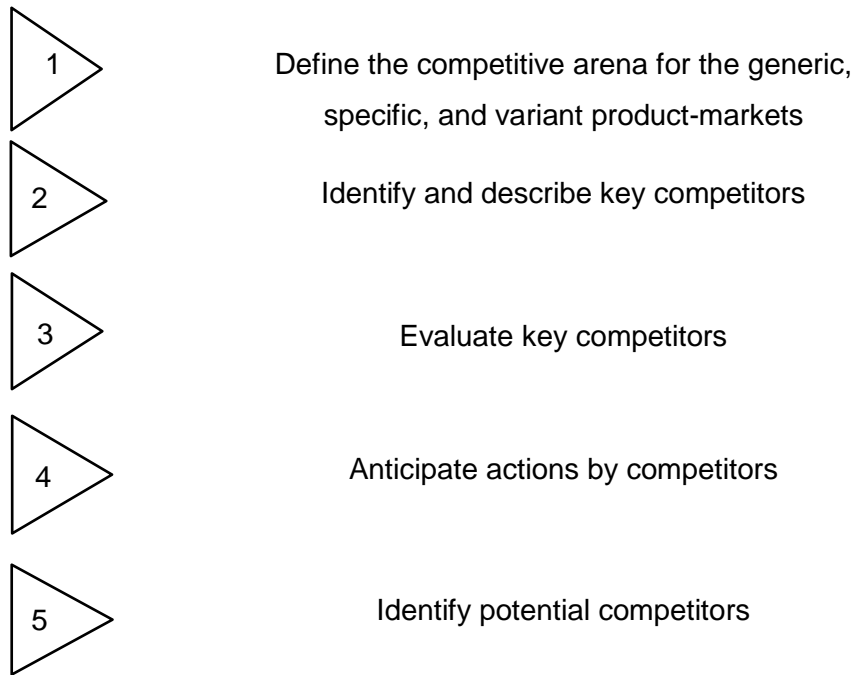 1
Define the competitive arena for the generic,
specific, and variant product-markets
2
Identify and describe key competitors
3
Evaluate key competitors
4
Anticipate actions by competitors
5
Identify potential competitors